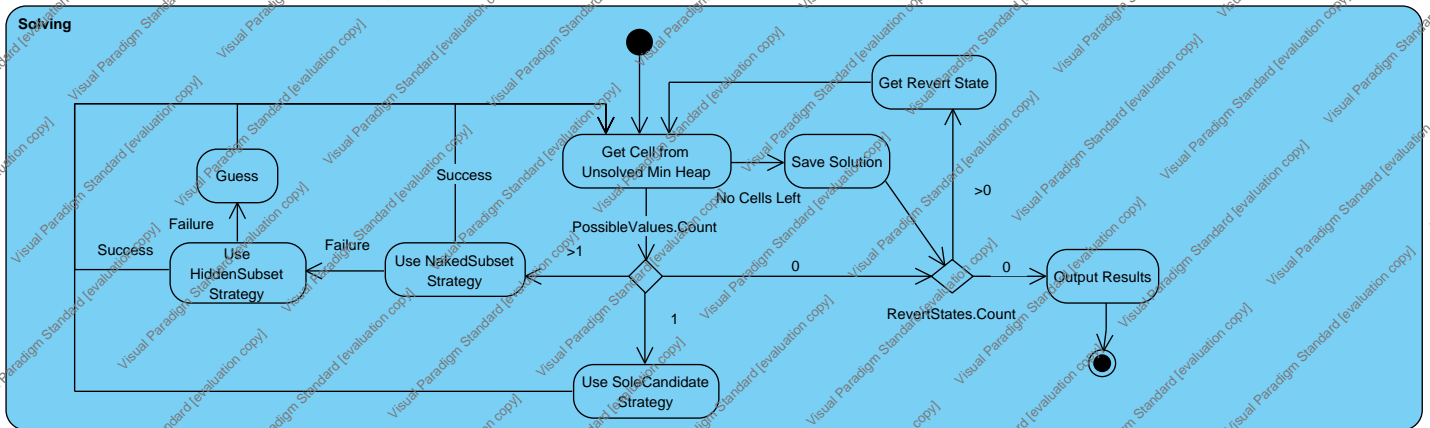 Solving
Get Revert State
Get Cell from
Unsolved Min Heap
Save Solution
No Cells Left
>0
Guess
Success
Failure
Success
Failure
PossibleValues.Count
>1
0
0
Use
HiddenSubset
Strategy
Use NakedSubset
Strategy
Output Results
RevertStates.Count
1
Use SoleCandidate
Strategy
Visual Paradigm Standard [evaluation copy]